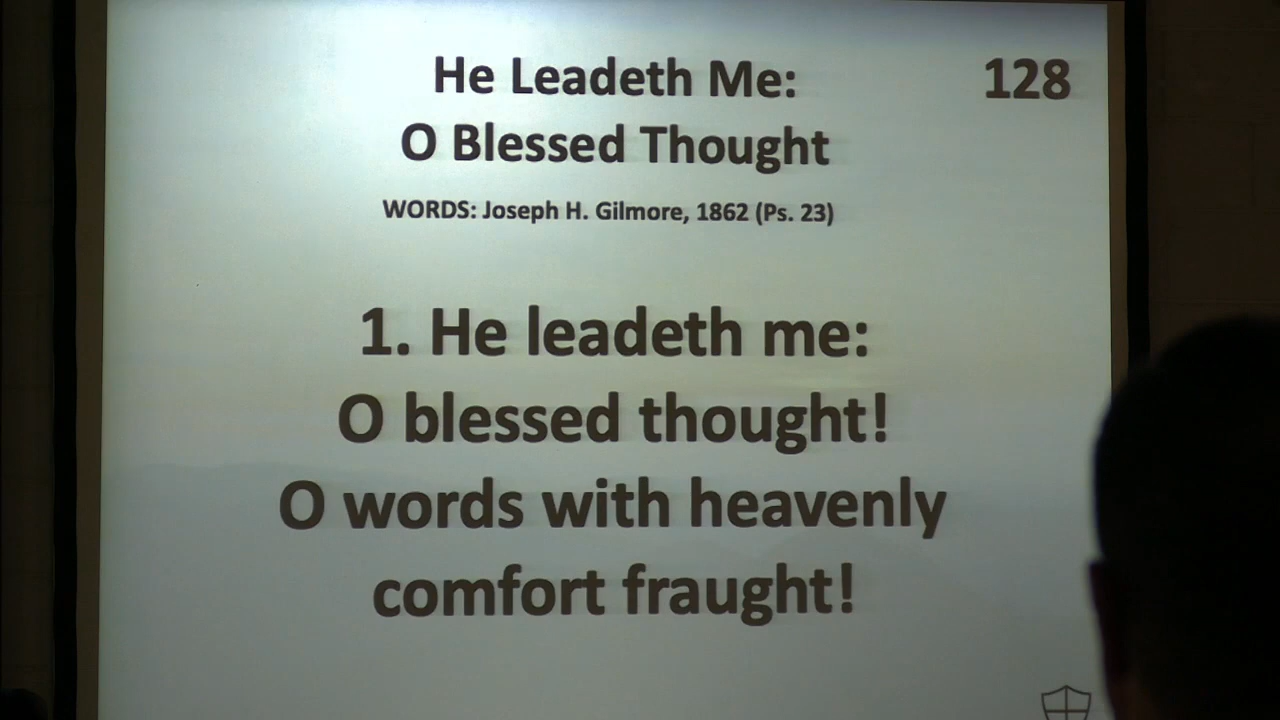 He Leadeth Me:
128
O Blessed Thought
WORDS: Joseph H. Gilmore, 1862 (Ps. 23)
1. He leadeth me:
O blessed thought!
O words with heavenly
comfort fraught!